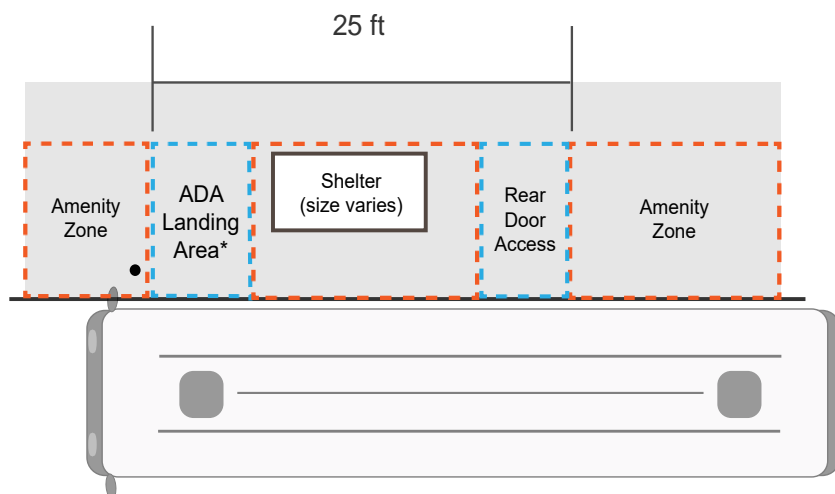 25 ft
Amenity
Zone
ADA
Landing
Area*
Shelter
(size varies)
Rear
Door
Access
Amenity
Zone